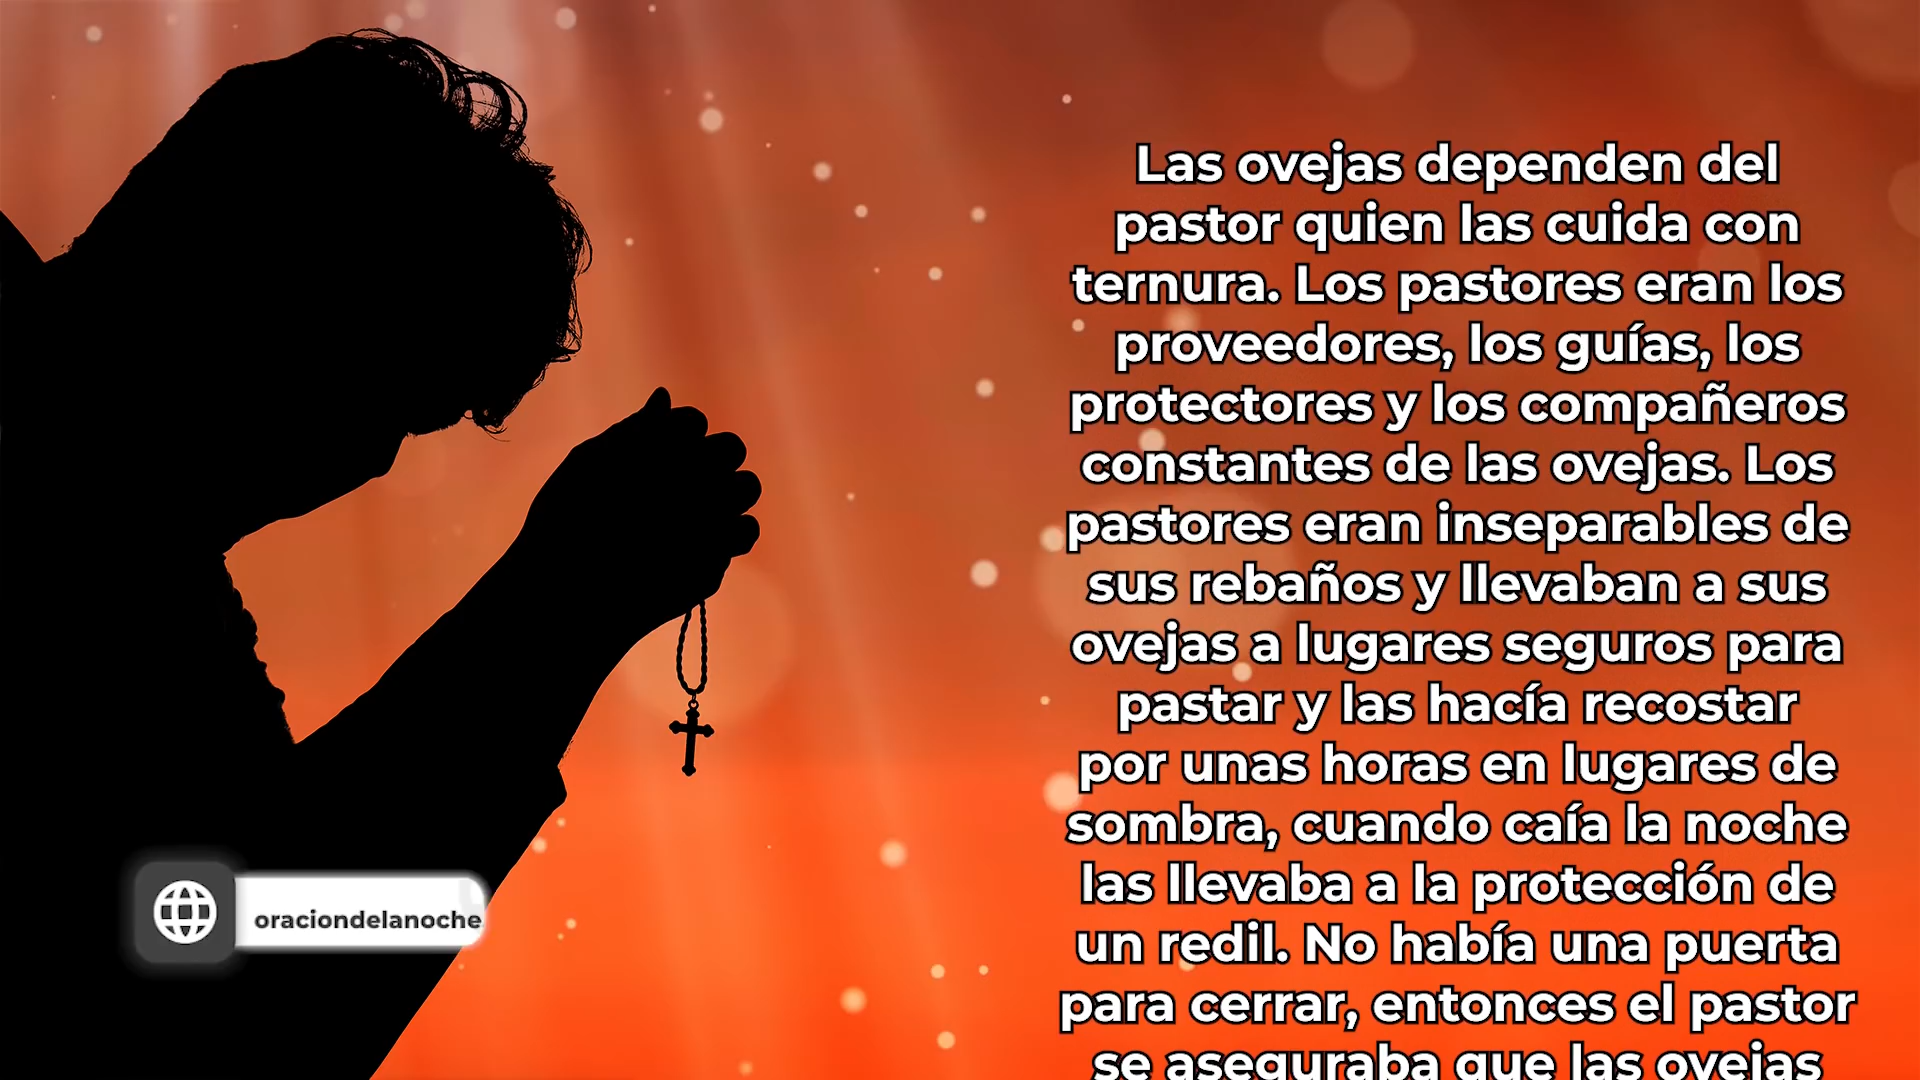 Las ovejas dependen del
pastor quien las cuida con
ternura. Los pastores eran los
proveedores, los guías, los
protectores y los compañeros
constantes de las ovejas. Los
pastores eran inseparables de
sus rebaños y llevaban a sus
ovejas a lugares seguros para
pastar y las hacía recostar
por unas horas en lugares de
sombra, cuando caía la noche
las llevaba a la protección de
un redil. No había una puerta
para cerrar, entonces el pastor
se aseguraba que las ovejas
oraciondelanoche